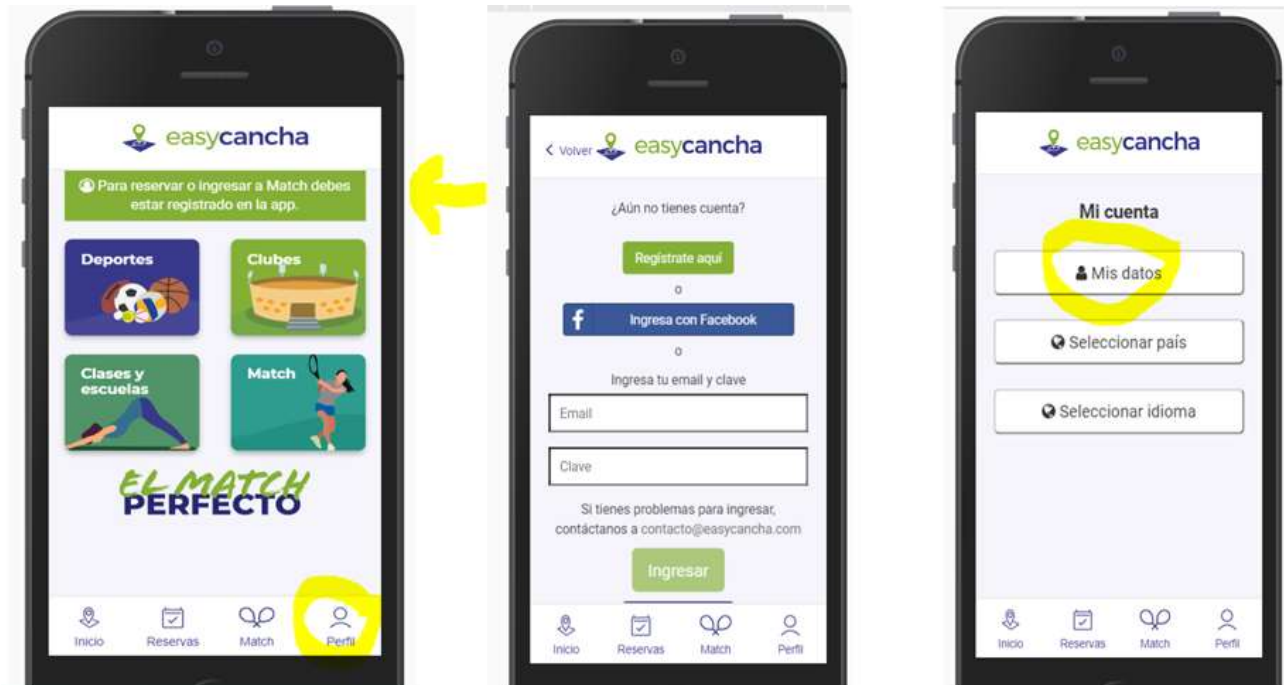 easycancha
Para reservar o ingresar a Match debes
estar registrado en la app.
Deportes
Clubes
Clases y
escuelas
Match
EL MATCH
PERFECTO
Inicio
Reservas
Match
Perfil
< Volver
easycancha
¿Aún no tienes cuenta?
Regístrate aquí
o
f Ingresa con Facebook
o
Ingresa tu email y clave
Email
Clave
Si tienes problemas para ingresar,
contáctanos a contacto@easycancha.com
Ingresar
Inicio
Reservas
Match
Perfil
easycancha
Mi cuenta
Mis datos
Seleccionar país
Seleccionar idioma
Inicio
Reservas
Match
Perfil